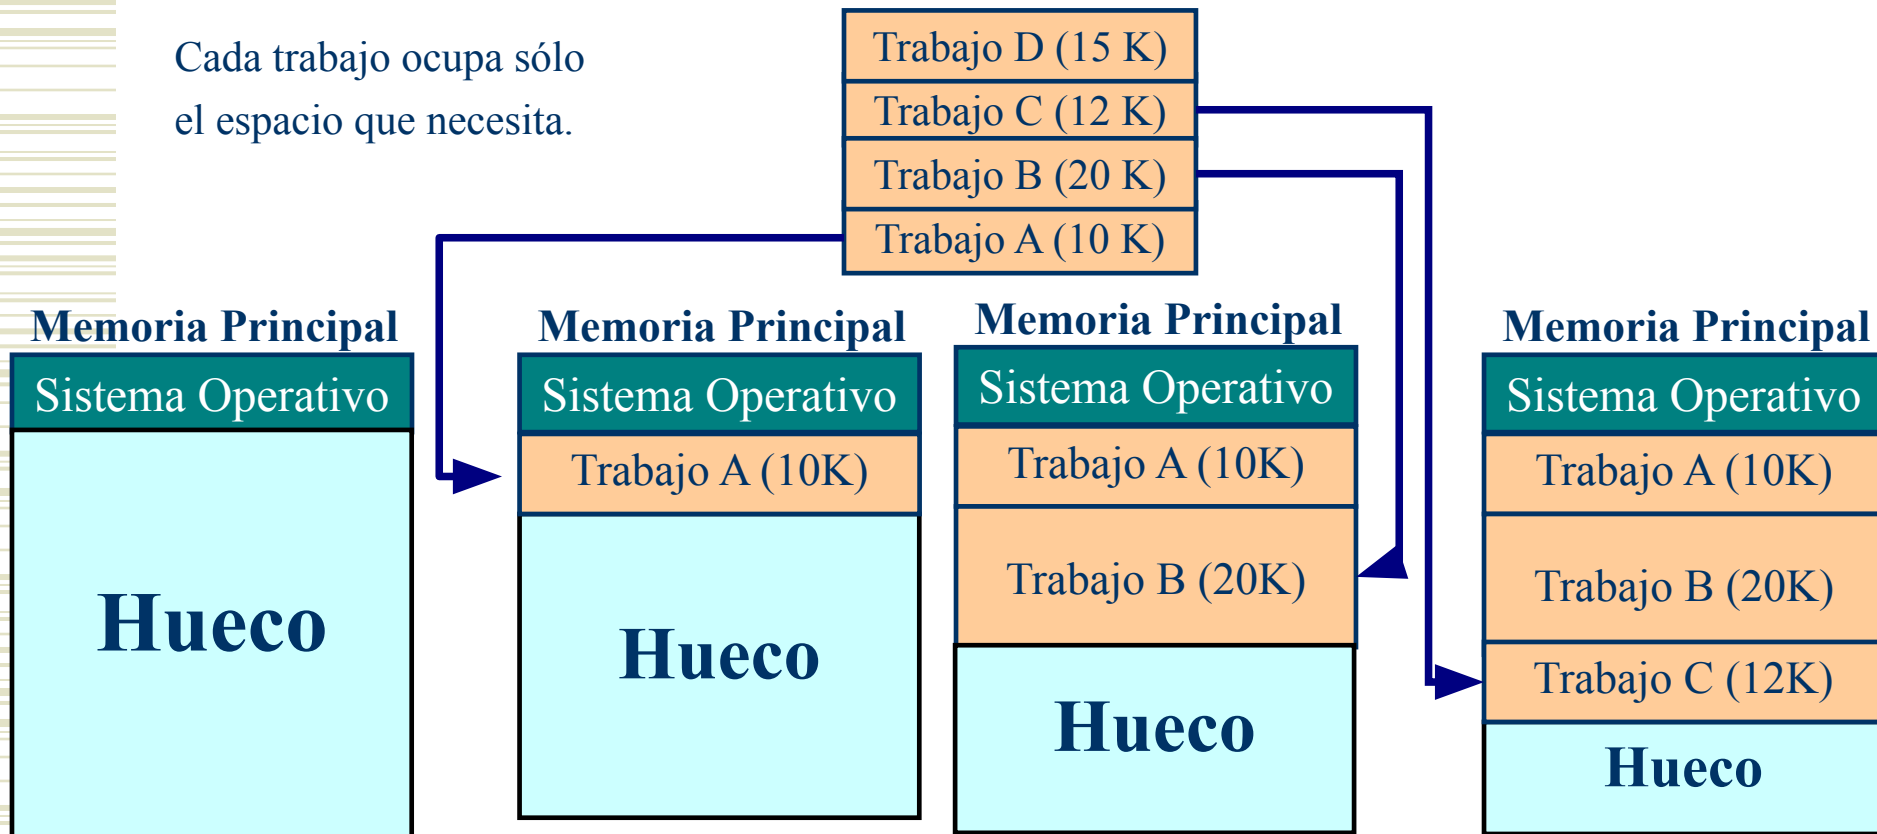 Cada trabajo ocupa sólo
el espacio que necesita.
Trabajo D (15 K)
Trabajo C (12 K)
Trabajo B (20 K)
Trabajo A (10 K)
Memoria Principal
Sistema Operativo
Hueco
Memoria Principal
Sistema Operativo
Trabajo A (10K)
Hueco
Memoria Principal
Sistema Operativo
Trabajo A (10K)
Trabajo B (20K)
Hueco
Memoria Principal
Sistema Operativo
Trabajo A (10K)
Trabajo B (20K)
Trabajo C (12K)
Hueco